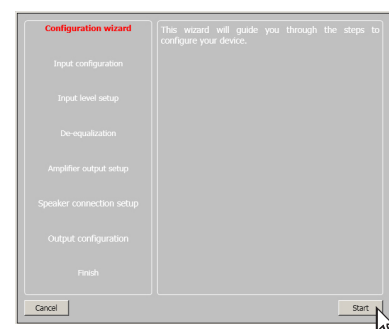 Configuration wizard
Input configuration
Input level setup
De-equalization
Amplifier output setup
Speaker connection setup
Output configuration
Finish
This wizard will guide you through the steps to
configure your device.
Cancel
Start